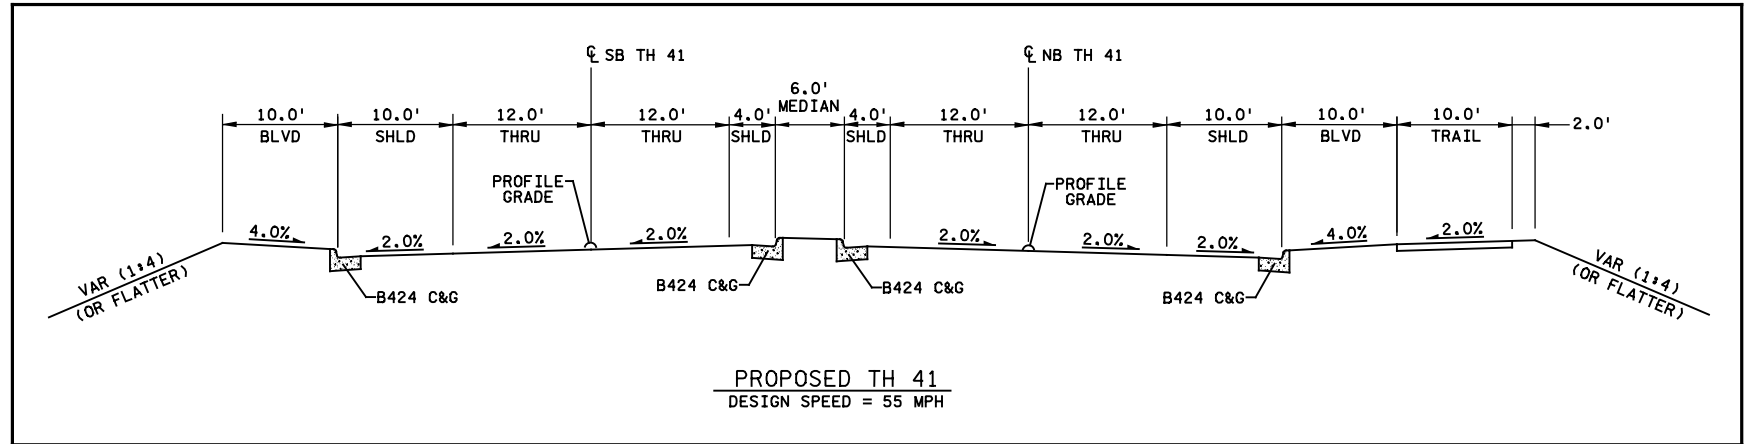 ℄ SB TH 41
℄ NB TH 41
6.0'
MEDIAN
10.0' 10.0' 12.0' 12.0' 4.0' 4.0' 12.0' 12.0' 10.0' 10.0' 10.0' 2.0'
BLVD SHLD THRU THRU SHLD SHLD THRU THRU SHLD BLVD TRAIL
PROFILE
GRADE
PROFILE
GRADE
4.0% 2.0% 2.0% 2.0% 2.0% 2.0% 2.0% 4.0% 2.0%
VAR (1:4)
(OR FLATTER)
B424 C&G
B424 C&G
B424 C&G
B424 C&G
VAR (1:4)
(OR FLATTER)
PROPOSED TH 41
DESIGN SPEED = 55 MPH